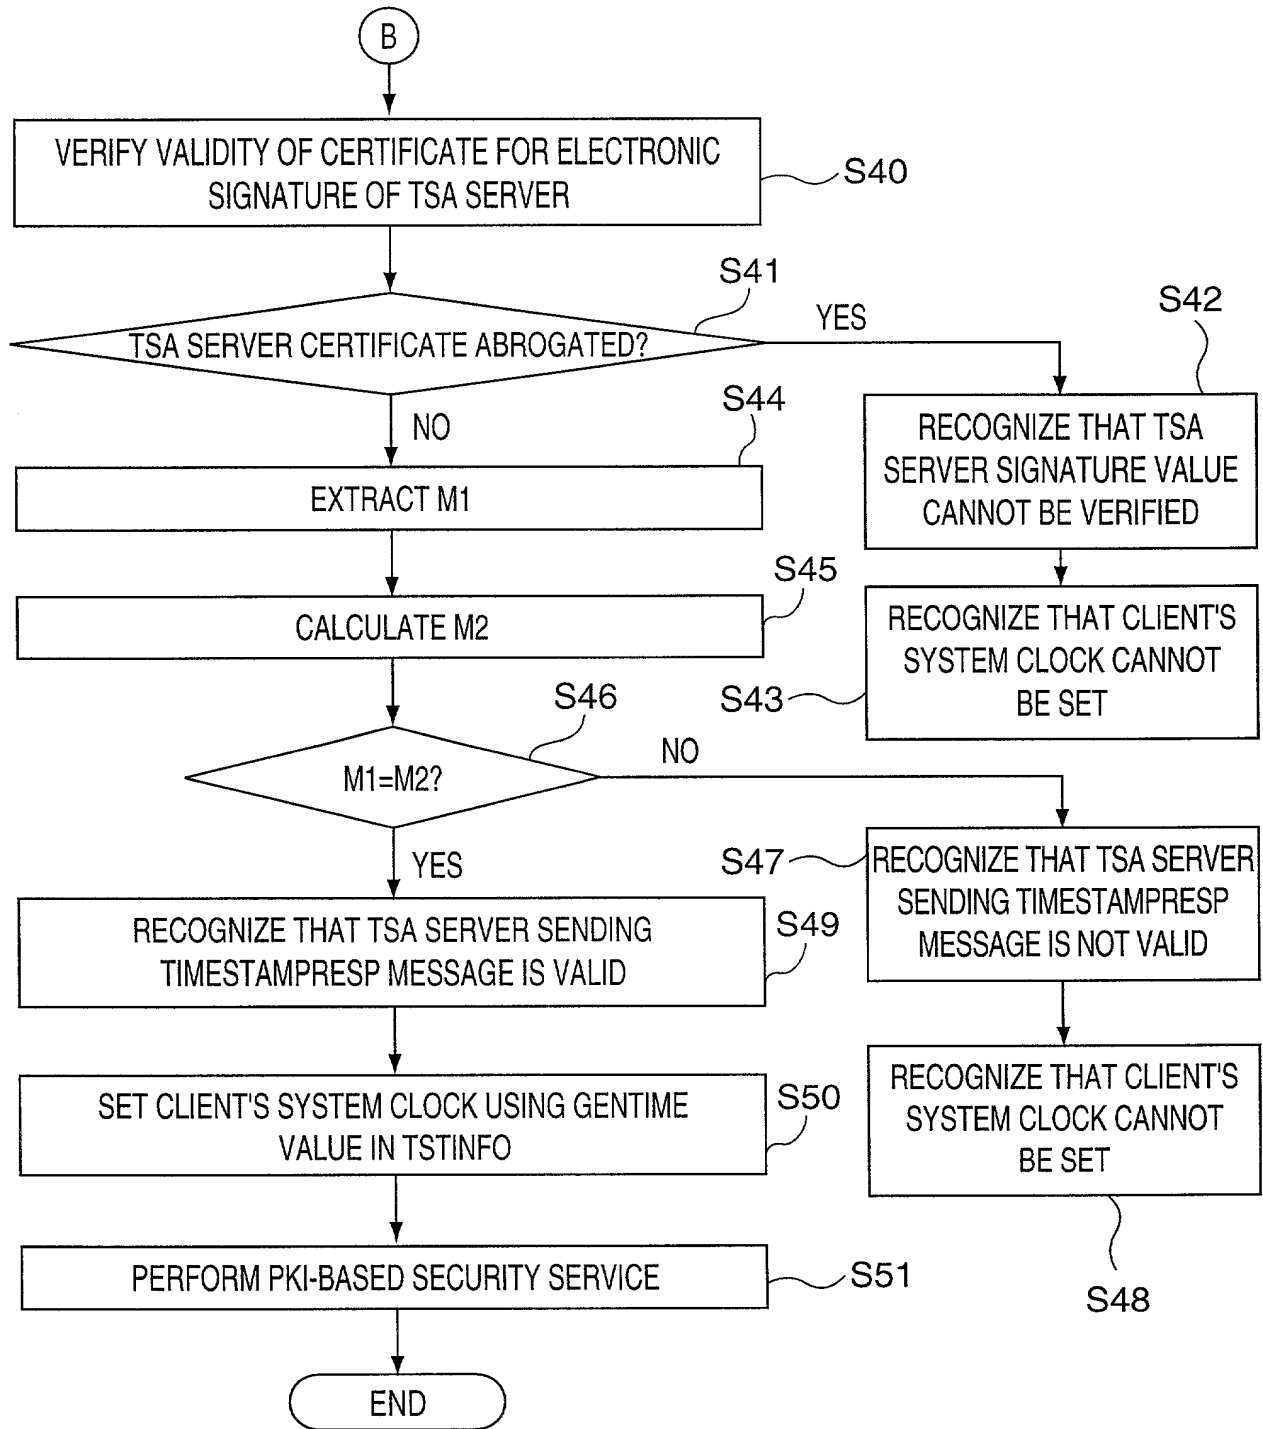 B
VERIFY VALIDITY OF CERTIFICATE FOR ELECTRONIC
SIGNATURE OF TSA SERVER
S40
TSA SERVER CERTIFICATE ABROGATED?
S41
YES
S42
RECOGNIZE THAT TSA
SERVER SIGNATURE VALUE
CANNOT BE VERIFIED
NO
S44
EXTRACT M1
S45
CALCULATE M2
RECOGNIZE THAT CLIENT'S
SYSTEM CLOCK CANNOT
BE SET
S43
S46
M1=M2?
NO
YES
S47
RECOGNIZE THAT TSA SERVER
SENDING TIMESTAMPRESP
MESSAGE IS NOT VALID
RECOGNIZE THAT TSA SERVER SENDING
TIMESTAMPRESP MESSAGE IS VALID
S49
SET CLIENT'S SYSTEM CLOCK USING GENTIME
VALUE IN TSTINFO
S50
RECOGNIZE THAT CLIENT'S
SYSTEM CLOCK CANNOT
BE SET
S48
PERFORM PKI-BASED SECURITY SERVICE
S51
END